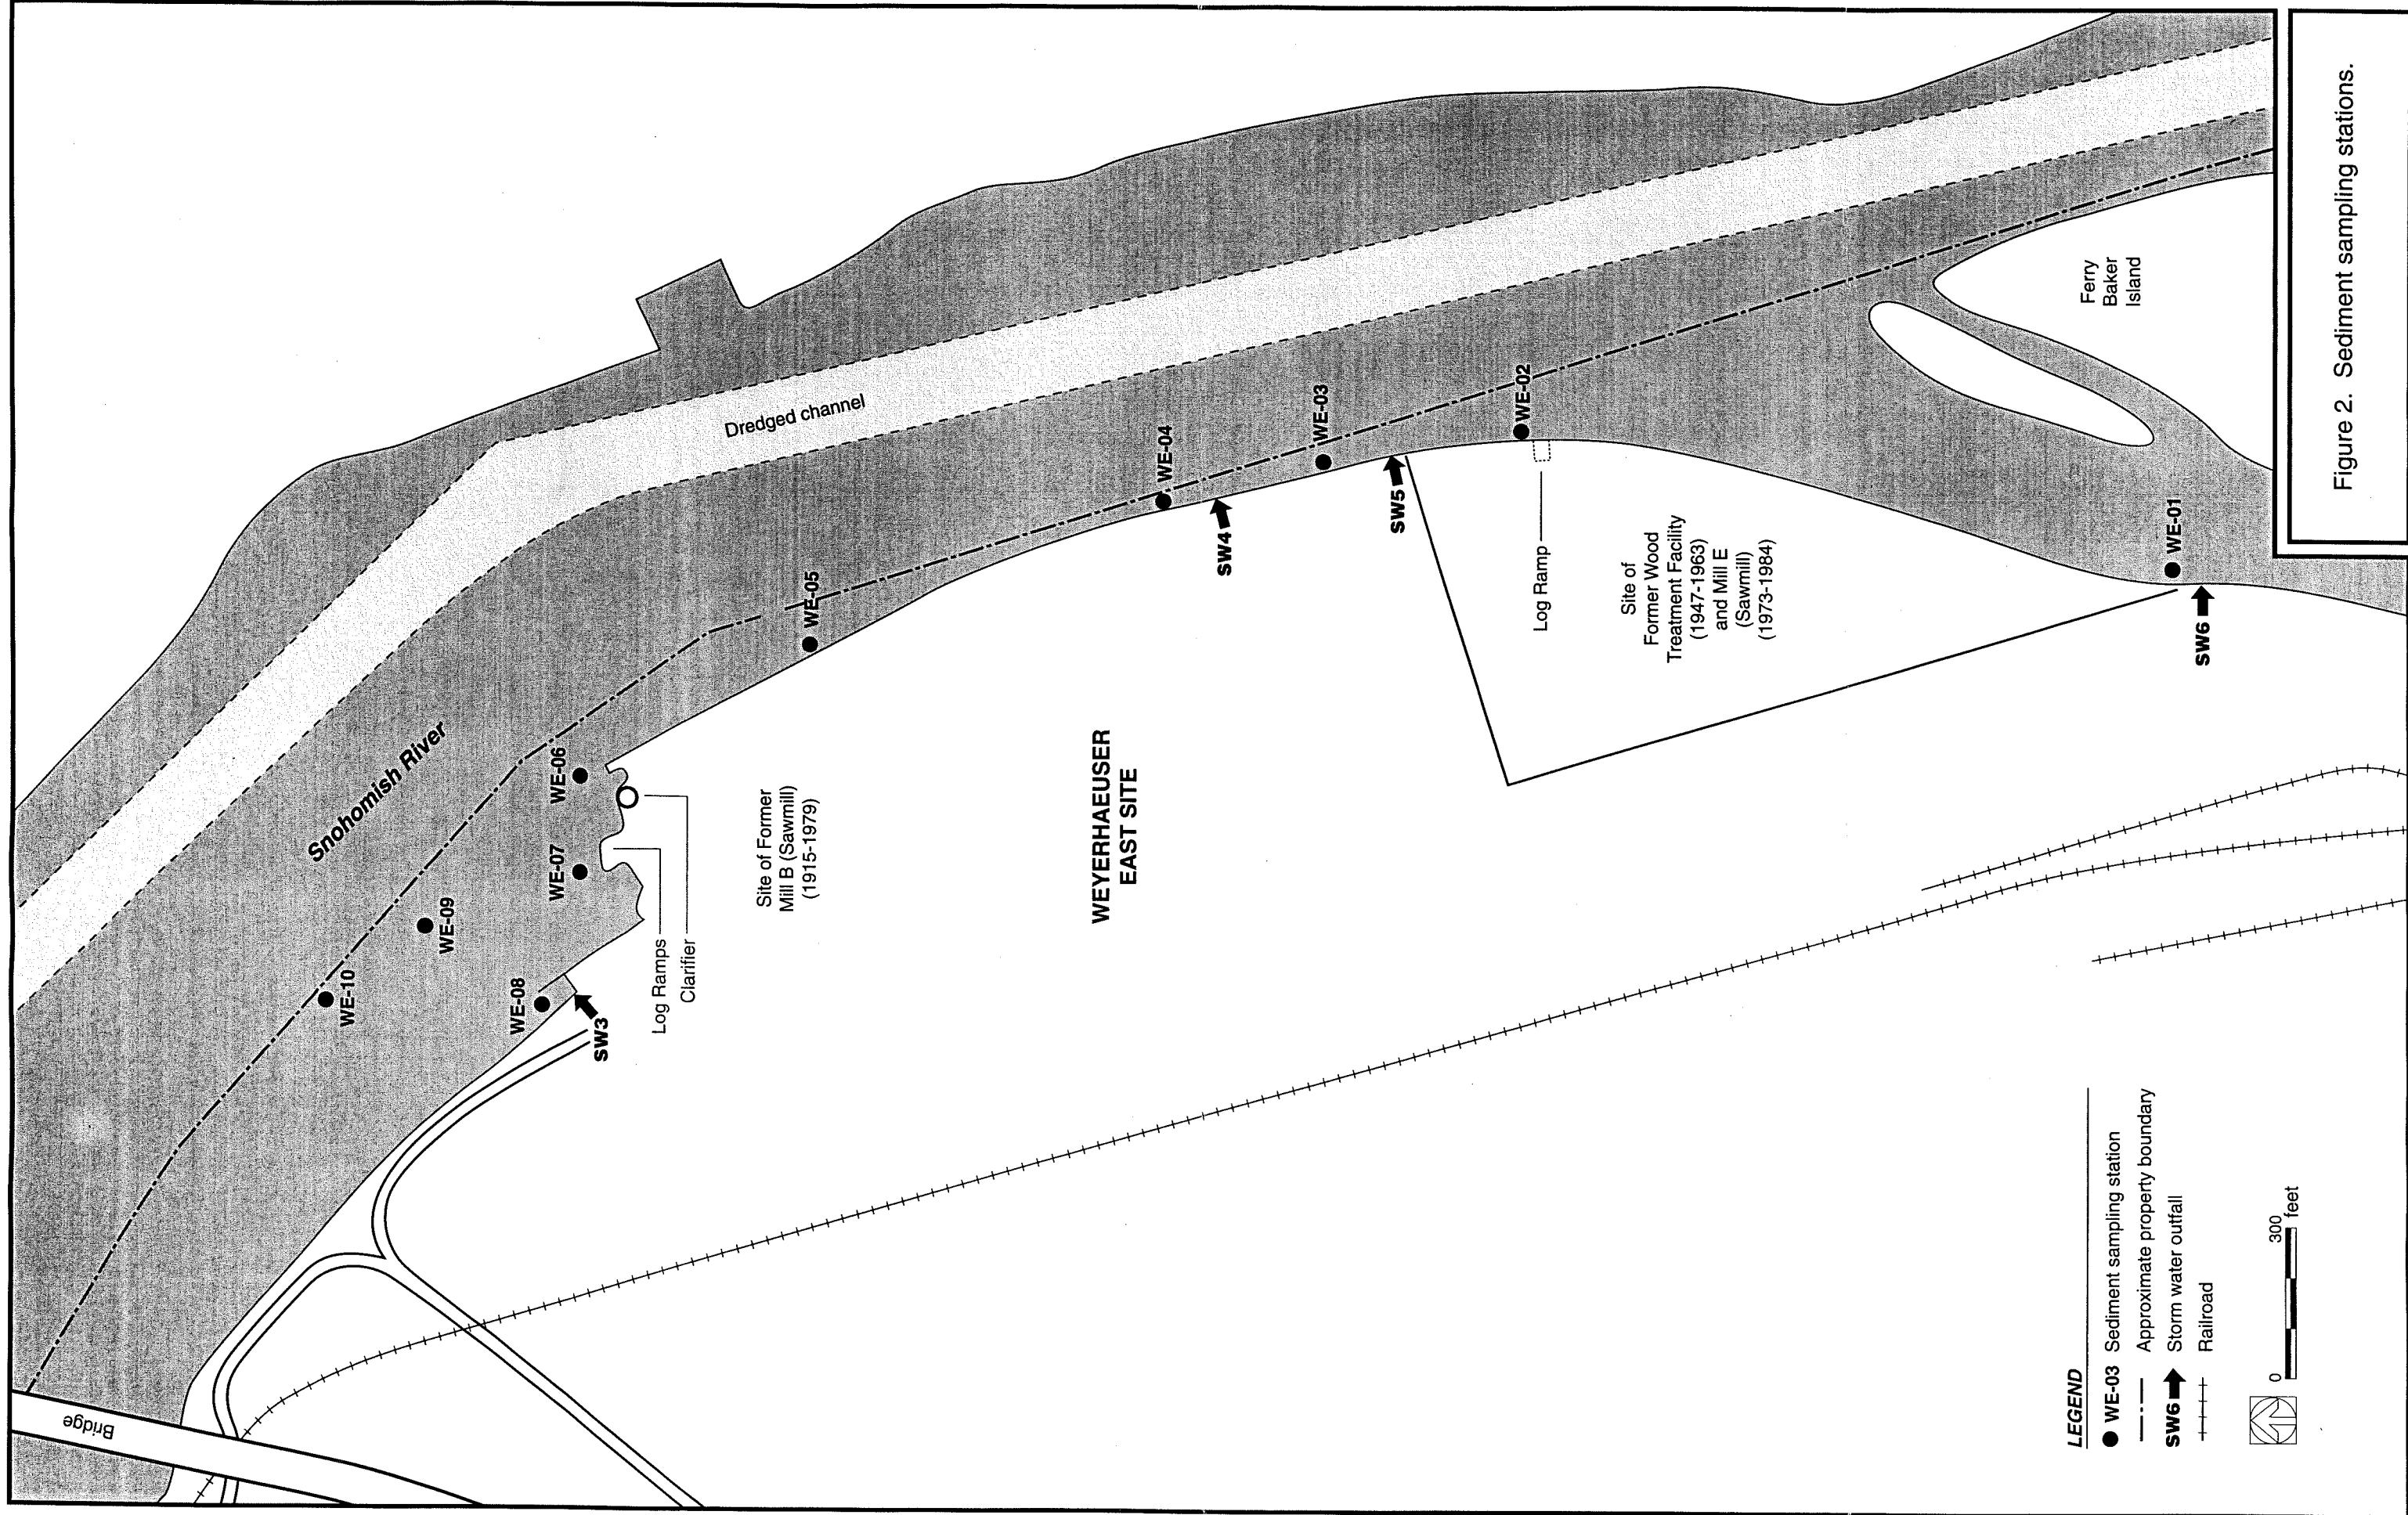 Bridge
Snohomish River
Dredged channel
WE-10
WE-09
WE-08
WE-07
WE-06
WE-05
WE-04
WE-03
WE-02
WE-01
SW3
SW4
SW5
SW6
Log Ramps
Clarifier
Site of Former
Mill B (Sawmill)
(1915-1979)
WEYERHAEUSER
EAST SITE
Log Ramp
Site of
Former Wood
Treatment Facility
(1947-1963)
and Mill E
(Sawmill)
(1973-1984)
Ferry
Baker
Island
LEGEND
WE-03 Sediment sampling station
Approximate property boundary
SW6 Storm water outfall
Railroad
0 300
feet
Figure 2. Sediment sampling stations.